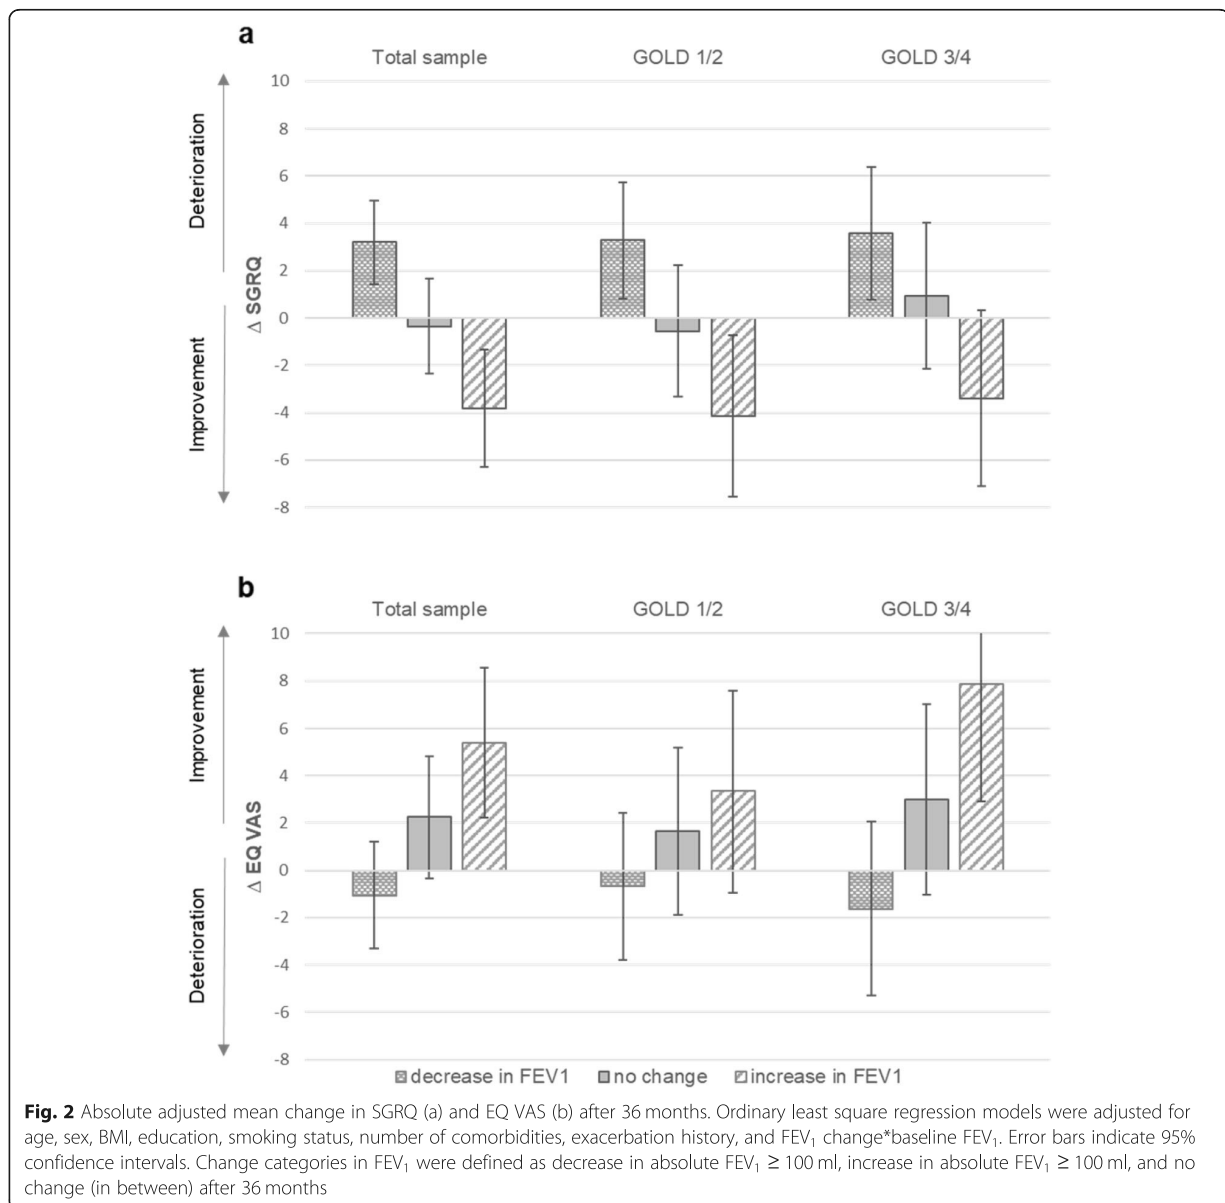 a
Total sample GOLD 1/2 GOLD 3/4
10
8
6
4
2
0
-2
-4
-6
-8
Deterioration
Improvement
Δ SGRQ
b
Total sample GOLD 1/2 GOLD 3/4
10
8
6
4
2
0
-2
-4
-6
-8
Improvement
Deterioration
Δ EQ VAS
decrease in FEV1 no change increase in FEV1
Fig. 2 Absolute adjusted mean change in SGRQ (a) and EQ VAS (b) after 36 months. Ordinary least square regression models were adjusted for
age, sex, BMI, education, smoking status, number of comorbidities, exacerbation history, and FEV₁ change*baseline FEV₁. Error bars indicate 95%
confidence intervals. Change categories in FEV₁ were defined as decrease in absolute FEV₁ ≥ 100 ml, increase in absolute FEV₁ ≥ 100 ml, and no
change (in between) after 36 months